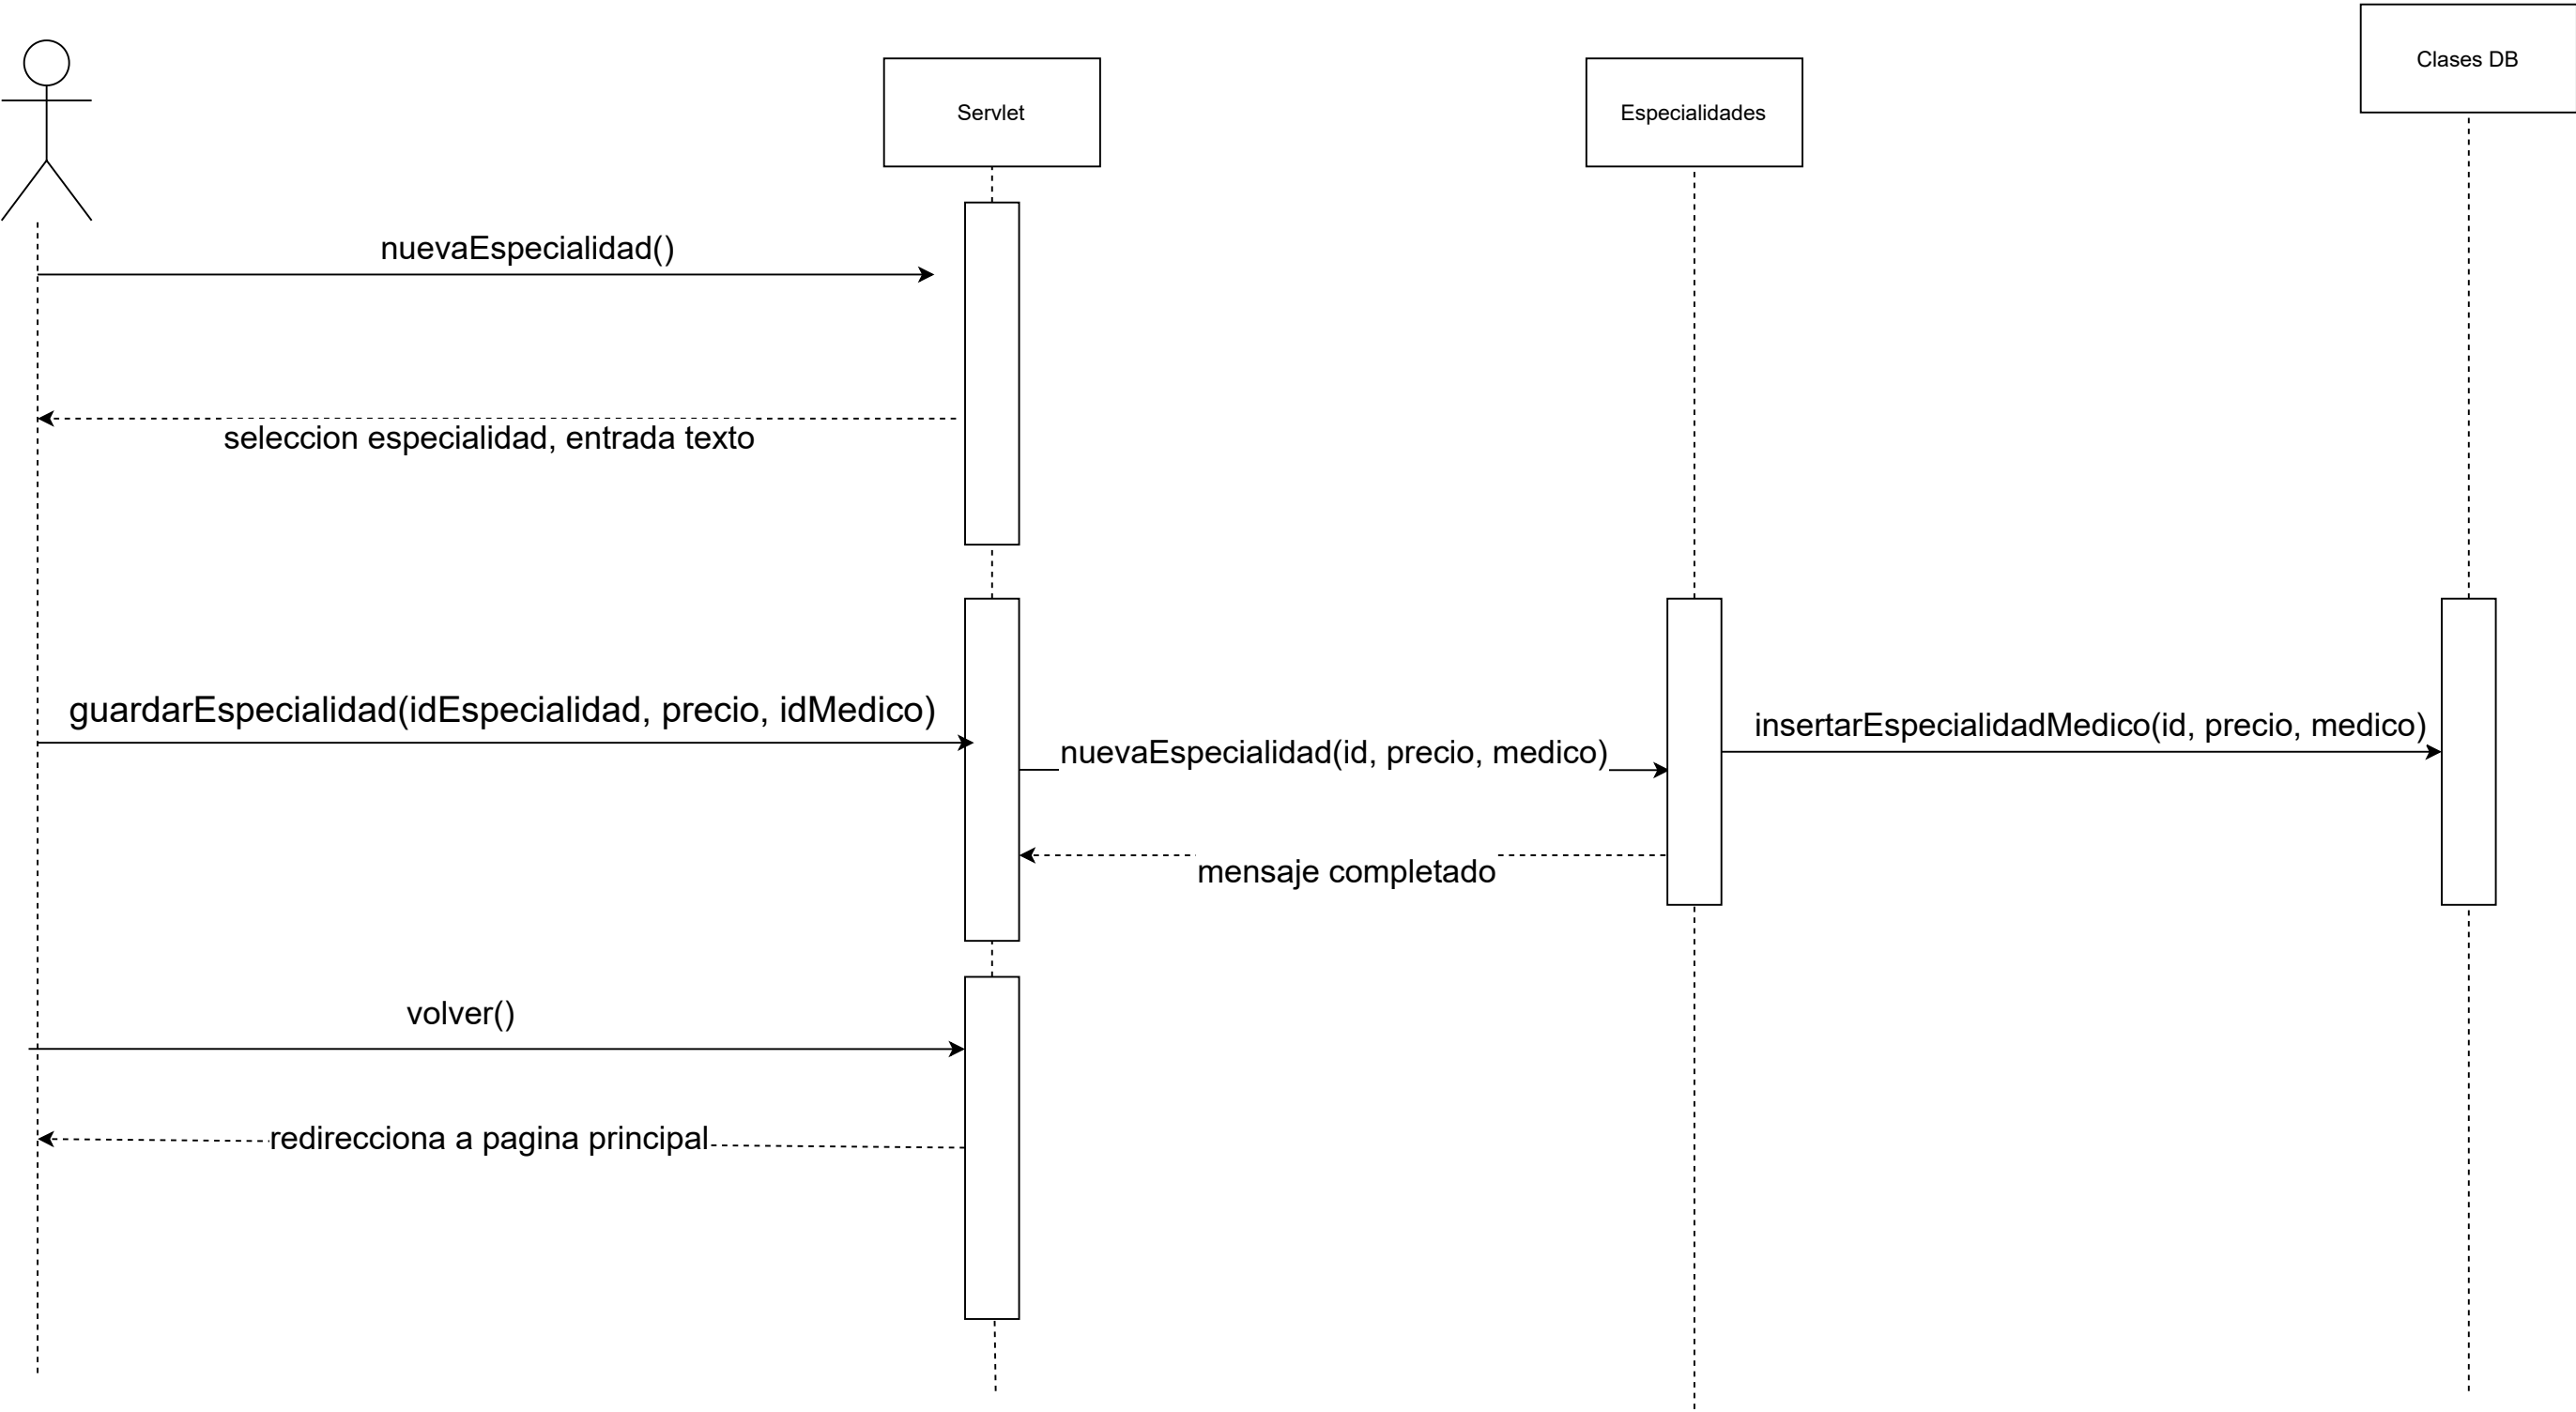 Clases DB
Servlet
Especialidades
nuevaEspecialidad()
seleccion especialidad, entrada texto
guardarEspecialidad(idEspecialidad, precio, idMedico)
insertarEspecialidadMedico(id, precio, medico)
nuevaEspecialidad(id, precio, medico)
mensaje completado
volver()
redirecciona a pagina principal